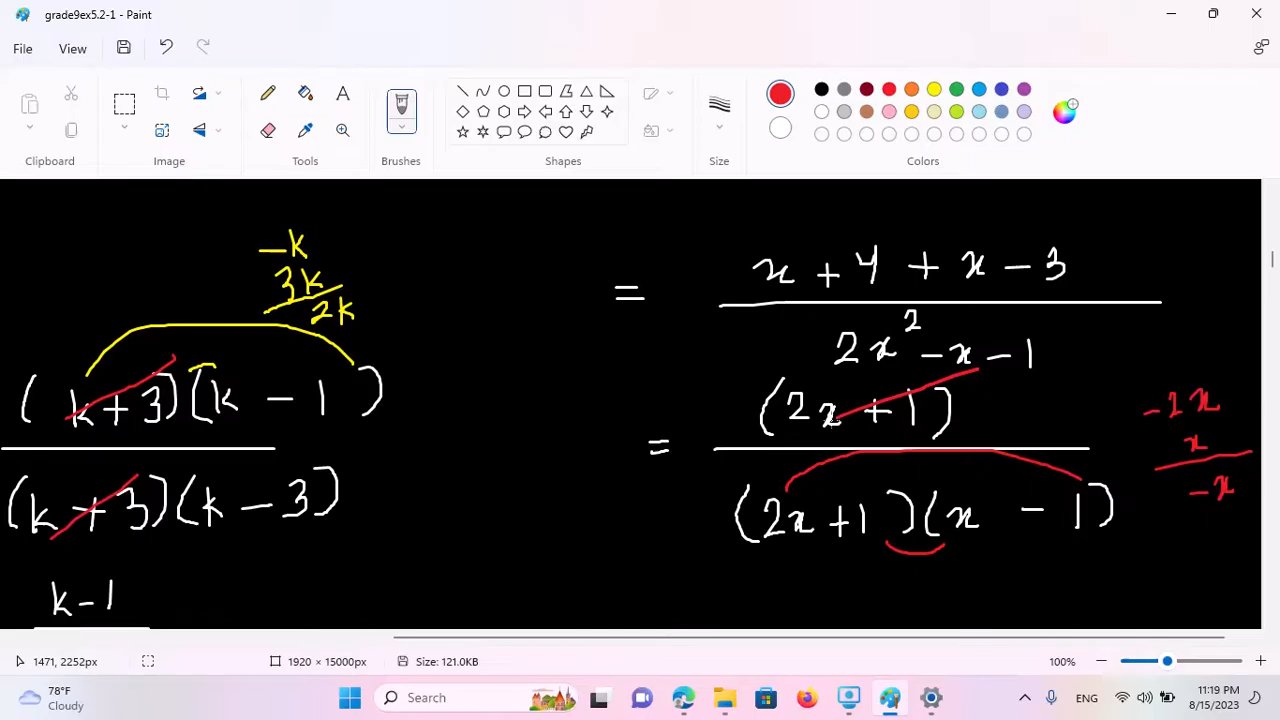 grade9ex5.2-1 - Paint
File View
Clipboard Image Tools Brushes Shapes Size Colors
-k
3k
2k
(k+3)(k-1)
(k+3)(k-3)
k-1
= x+4+x-3
2x²-x-1
= (2x+1)
(2x+1)(x-1)
-2x
x
-x
1471, 2252px 1920 × 15000px Size: 121.0KB 100%
78°F
Cloudy
Search
ENG
11:19 PM
8/15/2023